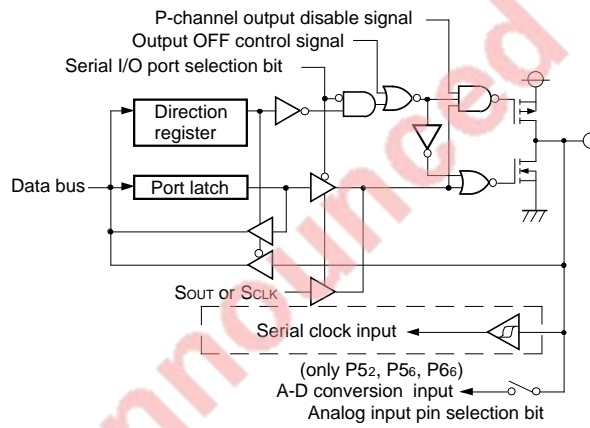 P-channel output disable signal
Output OFF control signal
Serial I/O port selection bit
Direction
register
Data bus
Port latch
SOUT or SCLK
Serial clock input
(only P52, P56, P66)
A-D conversion input
Analog input pin selection bit
nnounced